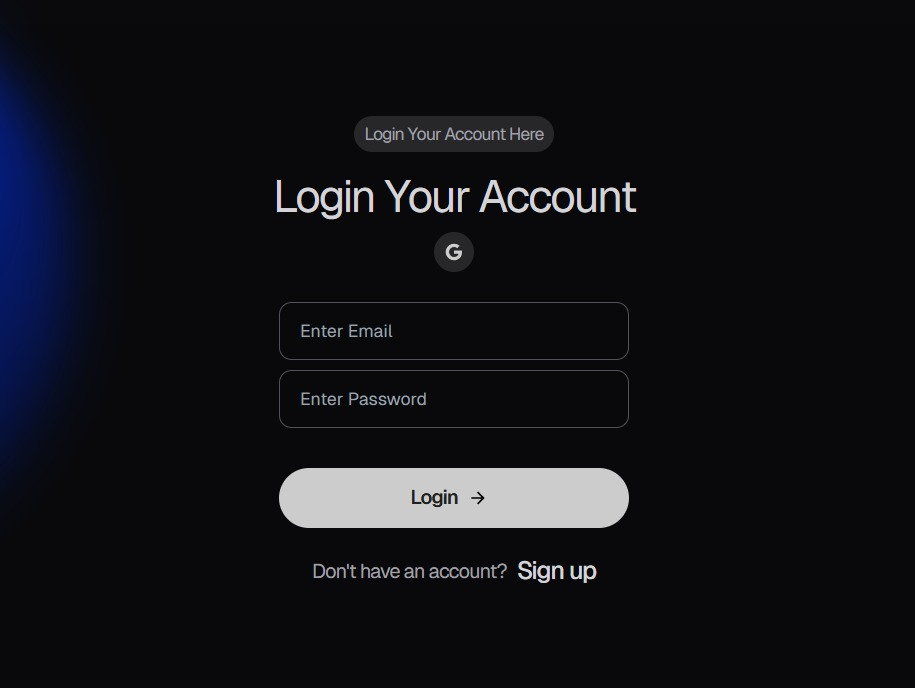 Login Your Account Here
Login Your Account
G
Enter Email
Enter Password
Login →
Don't have an account? Sign up